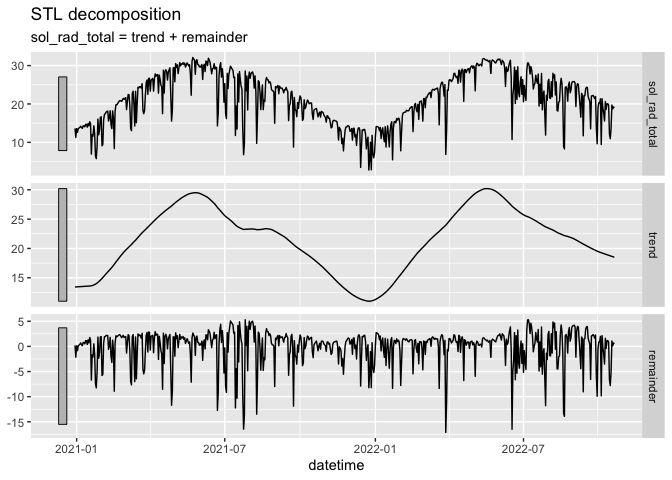 STL decomposition
sol_rad_total = trend + remainder
30
20
10
sol_rad_total
30
25
20
15
trend
5
0
-5
-10
-15
remainder
2021-01
2021-07
2022-01
2022-07
datetime